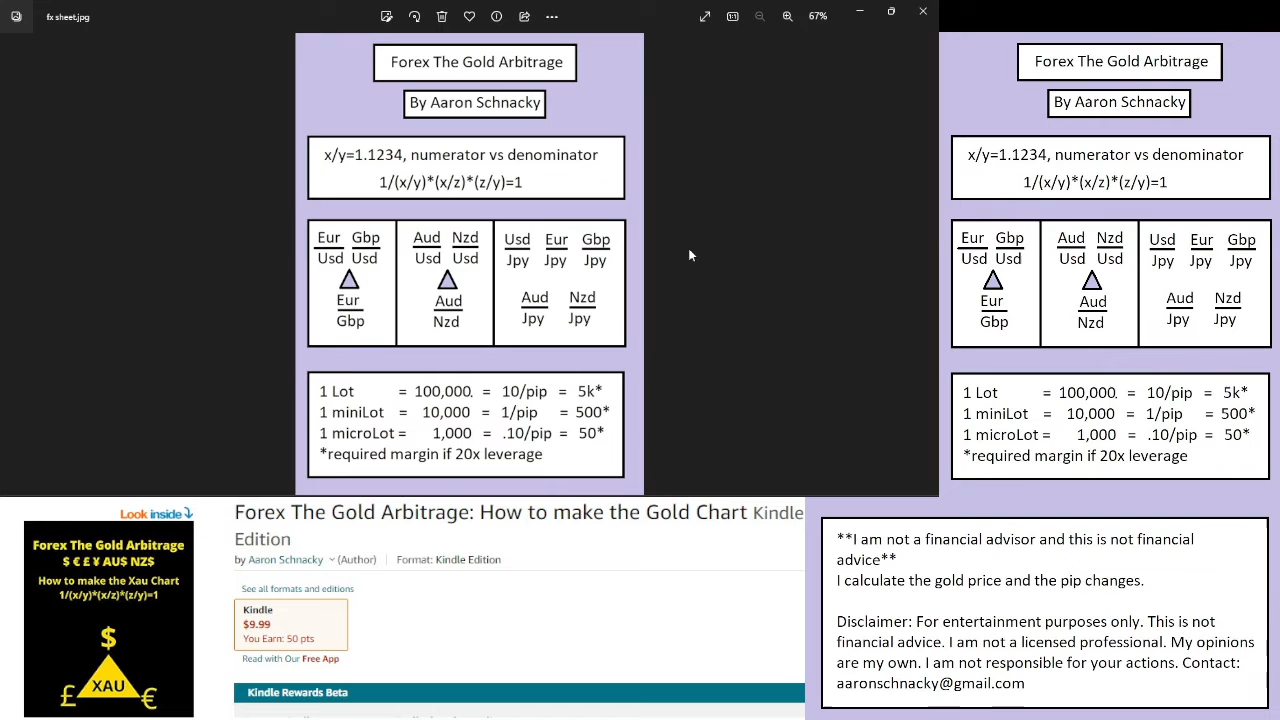 fx sheet.jpg
67%
Forex The Gold Arbitrage
By Aaron Schnacky
x/y=1.1234, numerator vs denominator
1/(x/y)*(x/z)*(z/y)=1
Eur Gbp
Usd Usd
Eur
Gbp
Aud Nzd
Usd Usd
Aud
Nzd
Usd Eur Gbp
Jpy Jpy Jpy
Aud Nzd
Jpy Jpy
1 Lot = 100,000. = 10/pip = 5k*
1 miniLot = 10,000 = 1/pip = 500*
1 microLot = 1,000 = .10/pip = 50*
*required margin if 20x leverage
Forex The Gold Arbitrage
By Aaron Schnacky
x/y=1.1234, numerator vs denominator
1/(x/y)*(x/z)*(z/y)=1
Eur Gbp
Usd Usd
Eur
Gbp
Aud Nzd
Usd Usd
Aud
Nzd
Usd Eur Gbp
Jpy Jpy Jpy
Aud Nzd
Jpy Jpy
1 Lot = 100,000. = 10/pip = 5k*
1 miniLot = 10,000 = 1/pip = 500*
1 microLot = 1,000 = .10/pip = 50*
*required margin if 20x leverage
Look inside
Forex The Gold Arbitrage
$ € £ ¥ AU$ NZ$
How to make the Xau Chart
1/(x/y)*(x/z)*(z/y)=1
$
£ XAU €
Forex The Gold Arbitrage: How to make the Gold Chart Kindle
Edition
by Aaron Schnacky (Author) Format: Kindle Edition
See all formats and editions
Kindle
$9.99
You Earn: 50 pts
Read with Our Free App
Kindle Rewards Beta
**I am not a financial advisor and this is not financial
advice**
I calculate the gold price and the pip changes.
Disclaimer: For entertainment purposes only. This is not
financial advice. I am not a licensed professional. My opinions
are my own. I am not responsible for your actions. Contact:
aaronschnacky@gmail.com